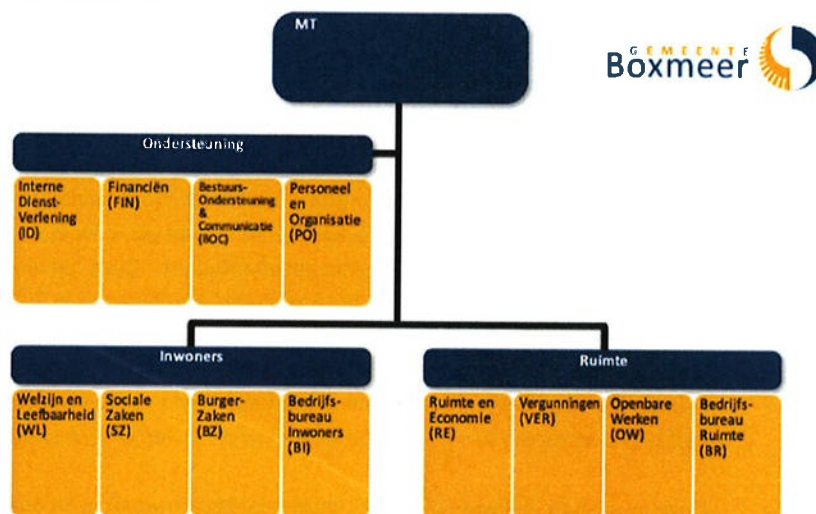 MT
GEMEENTE
Boxmeer
Ondersteuning
Interne
Dienst-
Verlening
(ID)
Financiën
(FIN)
Bestuurs-
Ondersteuning
&
Communicatie
(BOC)
Personeel
en
Organisatie
(PO)
Inwoners
Welzijn en
Leefbaarheid
(WL)
Sociale
Zaken
(SZ)
Burger-
Zaken
(BZ)
Bedrijfs-
bureau
Inwoners
(BI)
Ruimte
Ruimte en
Economie
(RE)
Vergunningen
(VER)
Openbare
Werken
(OW)
Bedrijfs-
bureau
Ruimte
(BR)